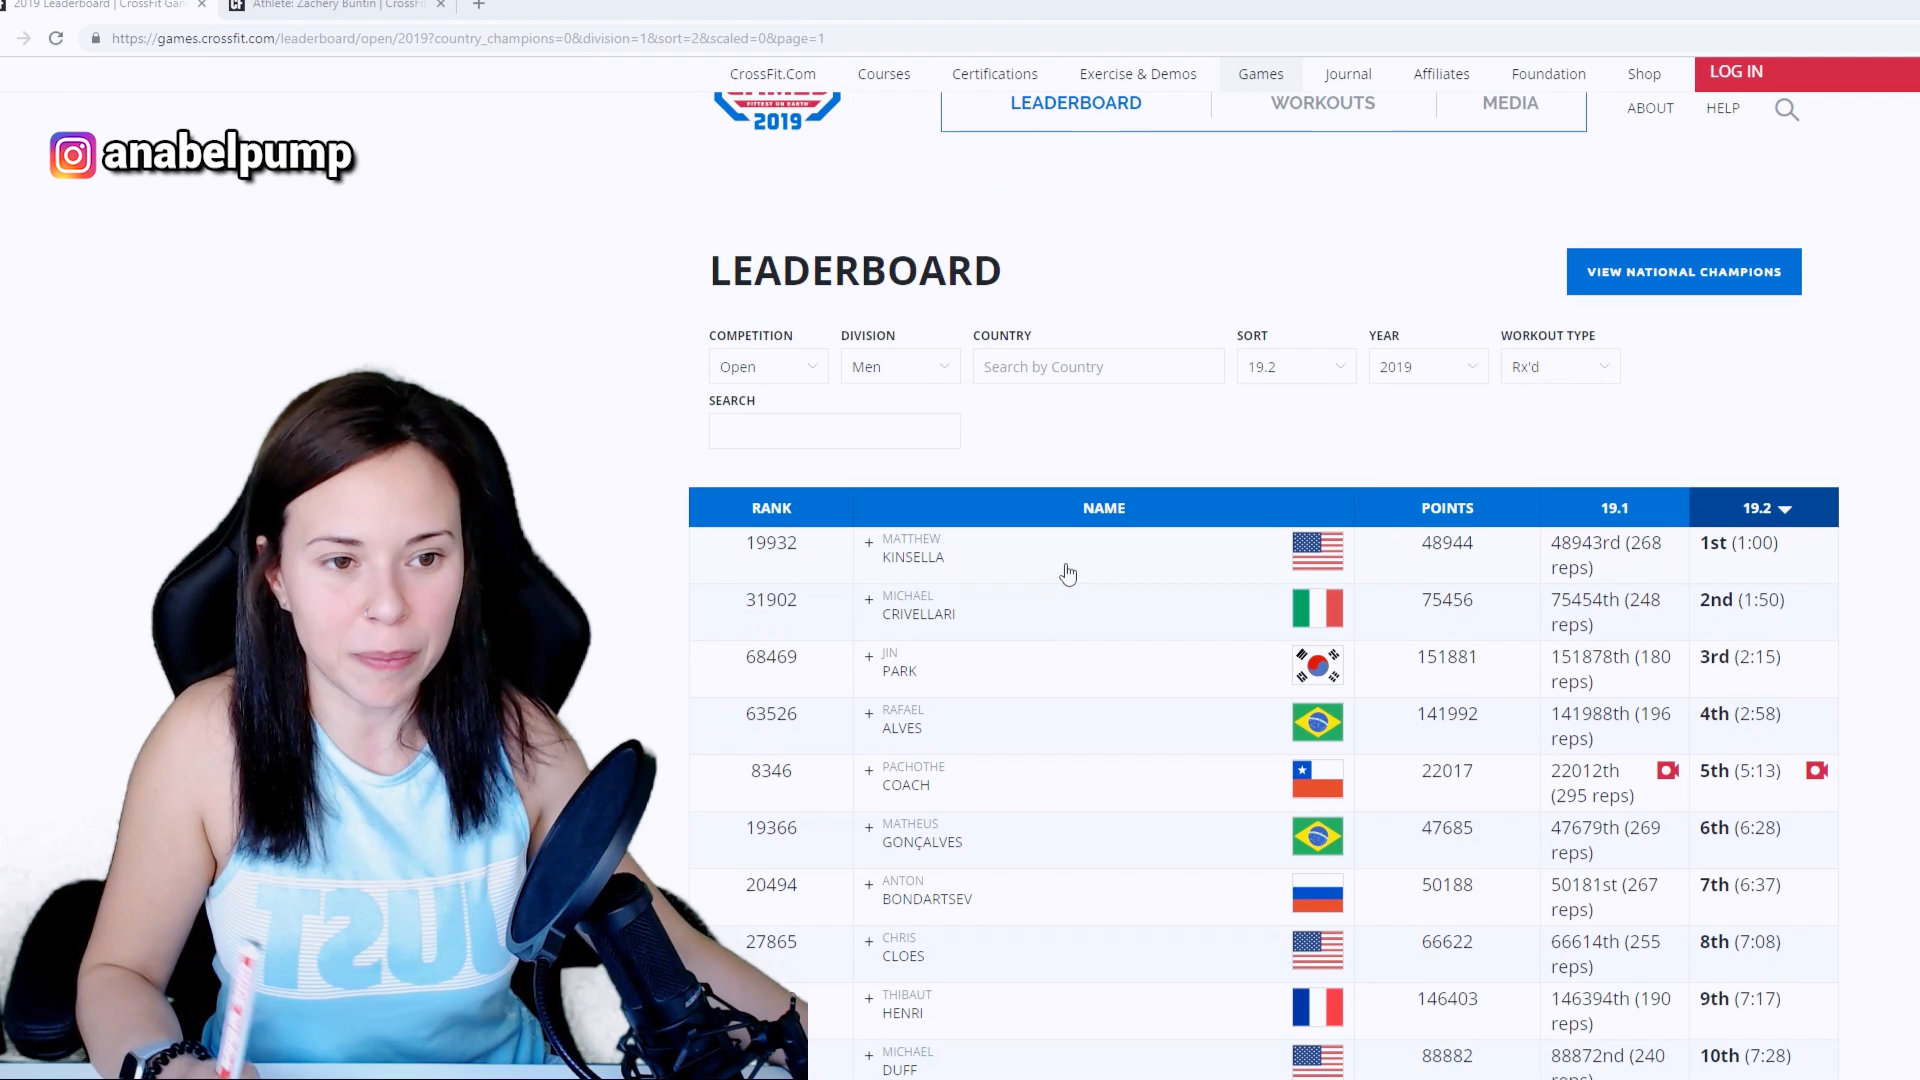 2019 Leaderboard | CrossFit Gam
Athlete: Zachery Buntin | CrossFit
https://games.crossfit.com/leaderboard/open/2019?country_champions=0&division=1&sort=2&scaled=0&page=1
CrossFit.Com Courses Certifications Exercise & Demos Games Journal Affiliates Foundation Shop LOG IN
GAMES
FITTEST ON EARTH
2019
LEADERBOARD WORKOUTS MEDIA ABOUT HELP
anabelpump
LEADERBOARD
VIEW NATIONAL CHAMPIONS
COMPETITION DIVISION COUNTRY SORT YEAR WORKOUT TYPE
Open Men Search by Country 19.2 2019 Rx'd
SEARCH
RANK NAME POINTS 19.1 19.2
19932 + MATTHEW KINSELLA 48944 48943rd (268 reps) 1st (1:00)
31902 + MICHAEL CRIVELLARI 75456 75454th (248 reps) 2nd (1:50)
68469 + JIN PARK 151881 151878th (180 reps) 3rd (2:15)
63526 + RAFAEL ALVES 141992 141988th (196 reps) 4th (2:58)
8346 + PACHOTHE COACH 22017 22012th (295 reps) 5th (5:13)
19366 + MATHEUS GONÇALVES 47685 47679th (269 reps) 6th (6:28)
20494 + ANTON BONDARTSEV 50188 50181st (267 reps) 7th (6:37)
27865 + CHRIS CLOES 66622 66614th (255 reps) 8th (7:08)
+ THIBAUT HENRI 146403 146394th (190 reps) 9th (7:17)
+ MICHAEL DUFF 88882 88872nd (240 reps) 10th (7:28)
JUST